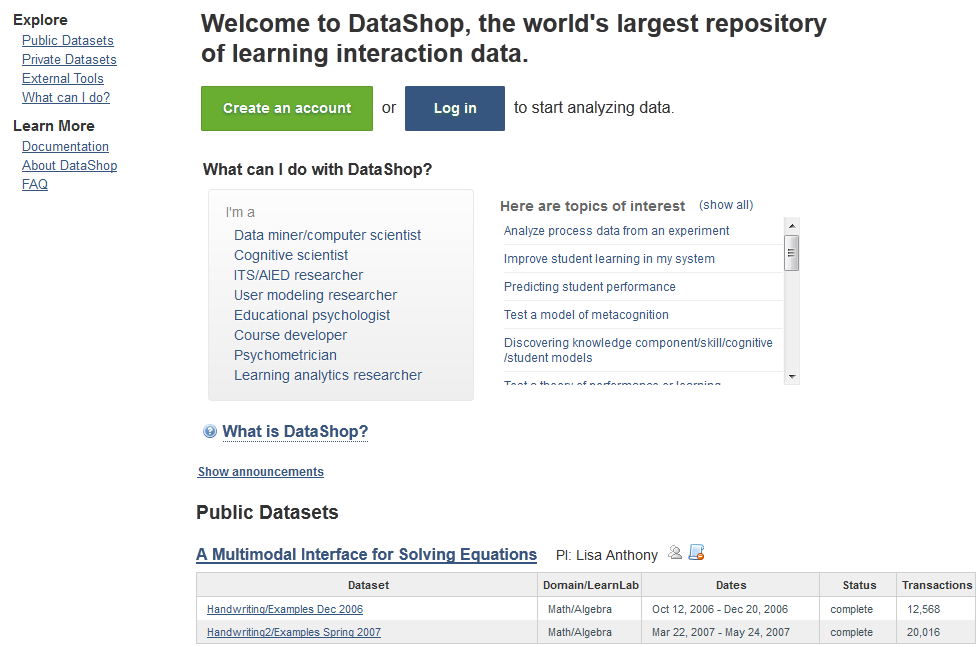 Explore
Public Datasets
Private Datasets
External Tools
What can I do?
Learn More
Documentation
About DataShop
FAQ
Welcome to DataShop, the world's largest repository
of learning interaction data.
Create an account or Log in to start analyzing data.
What can I do with DataShop?
I'm a
Data miner/computer scientist
Cognitive scientist
ITS/AIED researcher
User modeling researcher
Educational psychologist
Course developer
Psychometrician
Learning analytics researcher
Here are topics of interest (show all)
Analyze process data from an experiment
Improve student learning in my system
Predicting student performance
Test a model of metacognition
Discovering knowledge component/skill/cognitive
/student models
Test a theory of performance or learning
What is DataShop?
Show announcements
Public Datasets
A Multimodal Interface for Solving Equations PI: Lisa Anthony
Dataset Domain/LearnLab Dates Status Transactions
Handwriting/Examples Dec 2006 Math/Algebra Oct 12, 2006 - Dec 20, 2006 complete 12,568
Handwriting2/Examples Spring 2007 Math/Algebra Mar 22, 2007 - May 24, 2007 complete 20,016